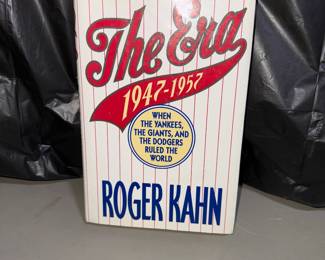 The Era
1947-1957
WHEN
THE YANKEES,
THE GIANTS, AND
THE DODGERS
RULED THE
WORLD
ROGER KAHN